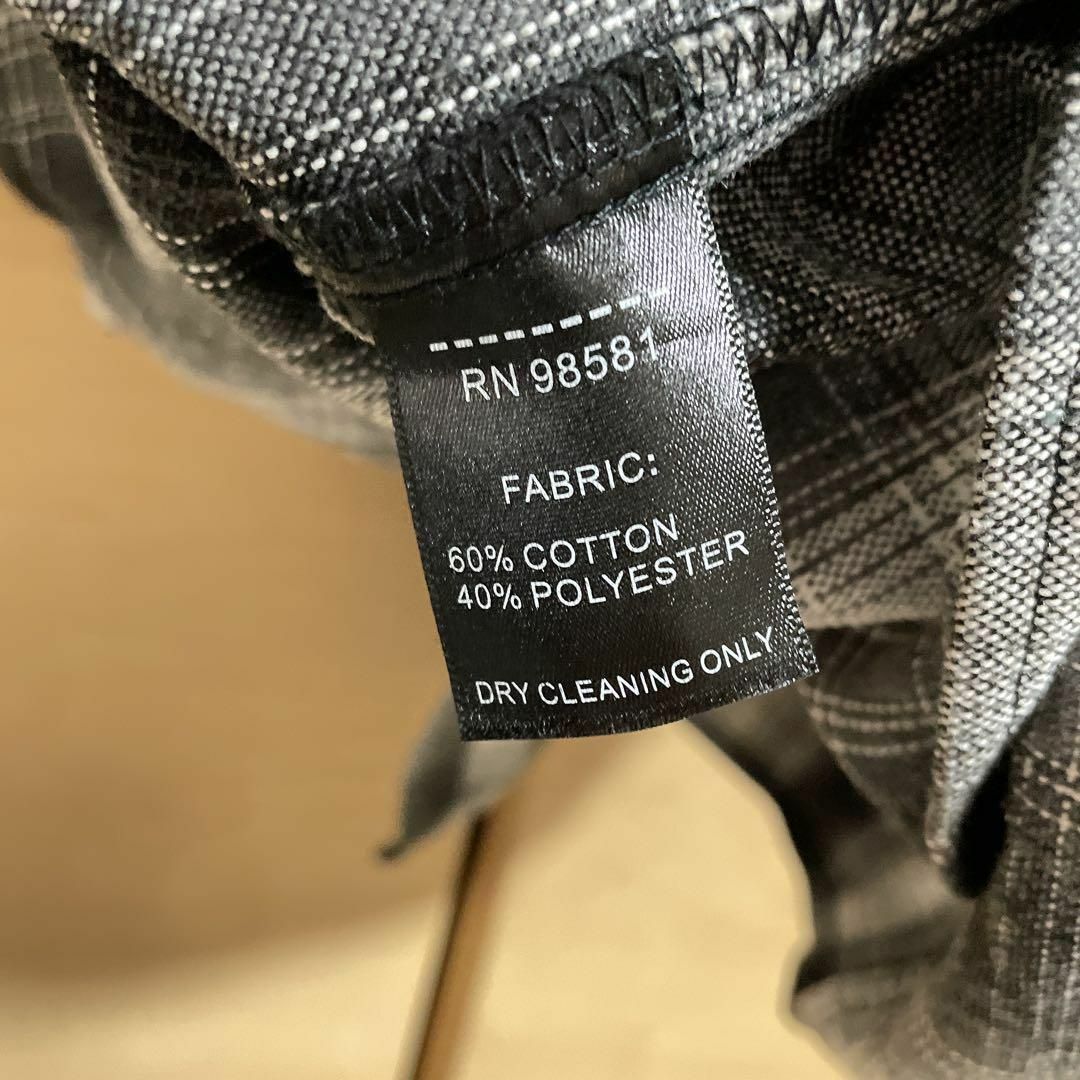 RN 98581
FABRIC:
60% COTTON
40% POLYESTER
DRY CLEANING ONLY